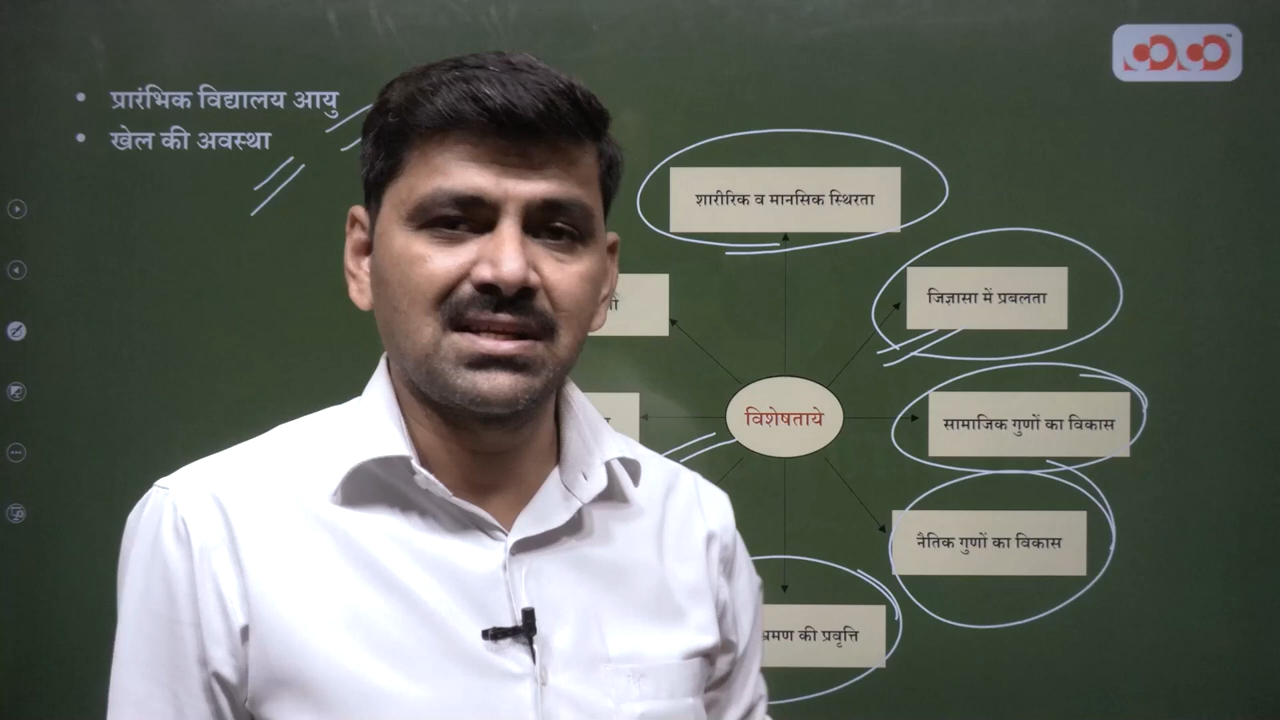 प्रारंभिक विद्यालय आयु
खेल की अवस्था
शारीरिक व मानसिक स्थिरता
जिज्ञासा में प्रबलता
विशेषताये
सामाजिक गुणों का विकास
नैतिक गुणों का विकास
की प्रवृत्ति